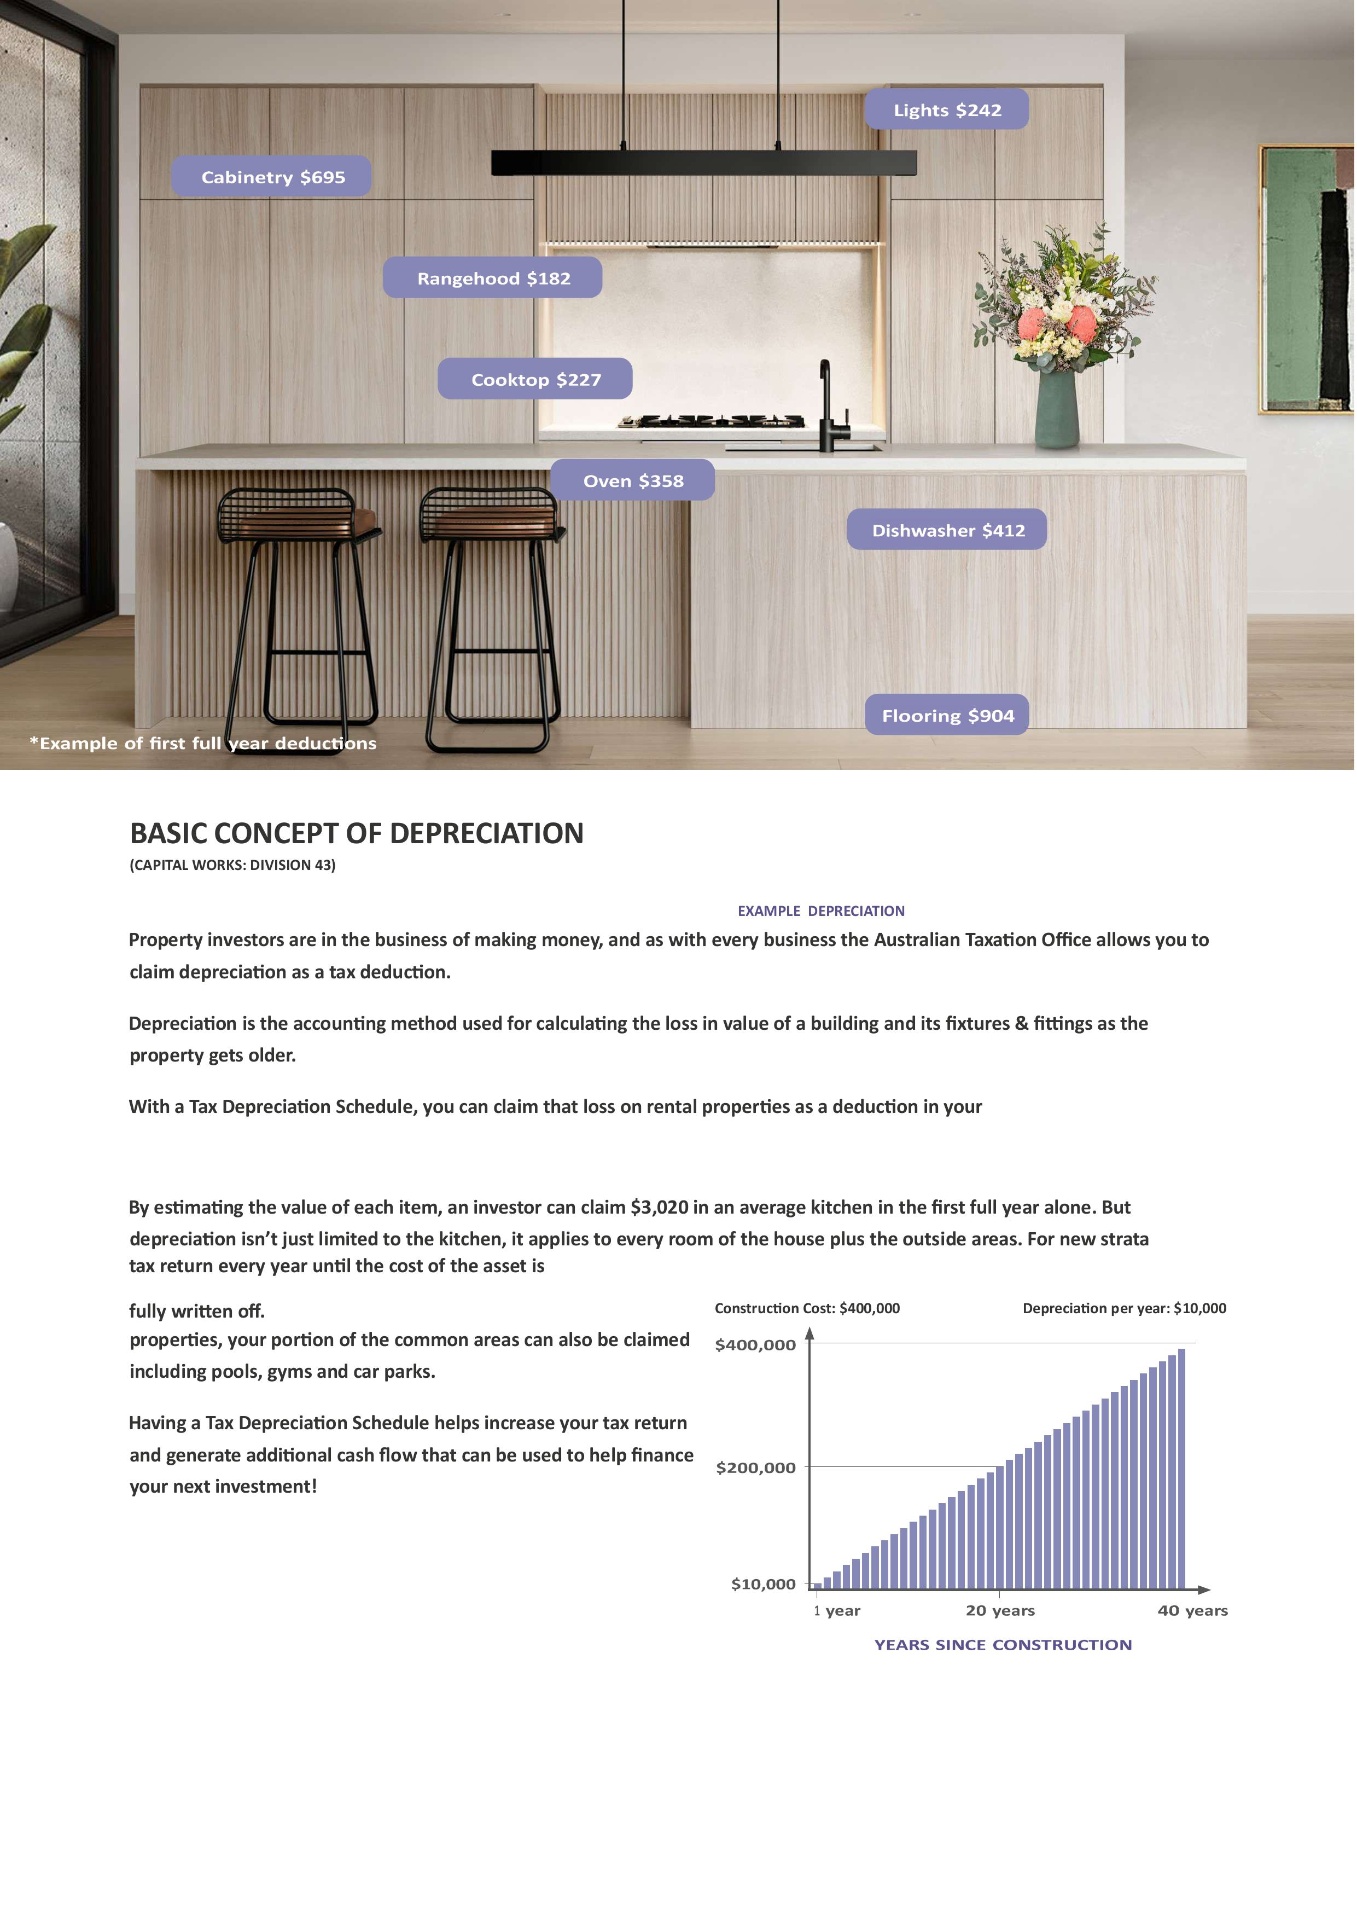 Lights $242
Cabinetry $695
Rangehood $182
Cooktop $227
Oven $358
Dishwasher $412
Flooring $904
*Example of first full year deductions
BASIC CONCEPT OF DEPRECIATION
(CAPITAL WORKS: DIVISION 43)
EXAMPLE DEPRECIATION
Property investors are in the business of making money, and as with every business the Australian Taxation Office allows you to
claim depreciation as a tax deduction.
Depreciation is the accounting method used for calculating the loss in value of a building and its fixtures & fittings as the
property gets older.
With a Tax Depreciation Schedule, you can claim that loss on rental properties as a deduction in your
By estimating the value of each item, an investor can claim $3,020 in an average kitchen in the first full year alone. But
depreciation isn’t just limited to the kitchen, it applies to every room of the house plus the outside areas. For new strata
tax return every year until the cost of the asset is
fully written off.
properties, your portion of the common areas can also be claimed
including pools, gyms and car parks.
Having a Tax Depreciation Schedule helps increase your tax return
and generate additional cash flow that can be used to help finance
your next investment!
Construction Cost: $400,000
Depreciation per year: $10,000
$400,000
$200,000
$10,000
1 year
20 years
40 years
YEARS SINCE CONSTRUCTION